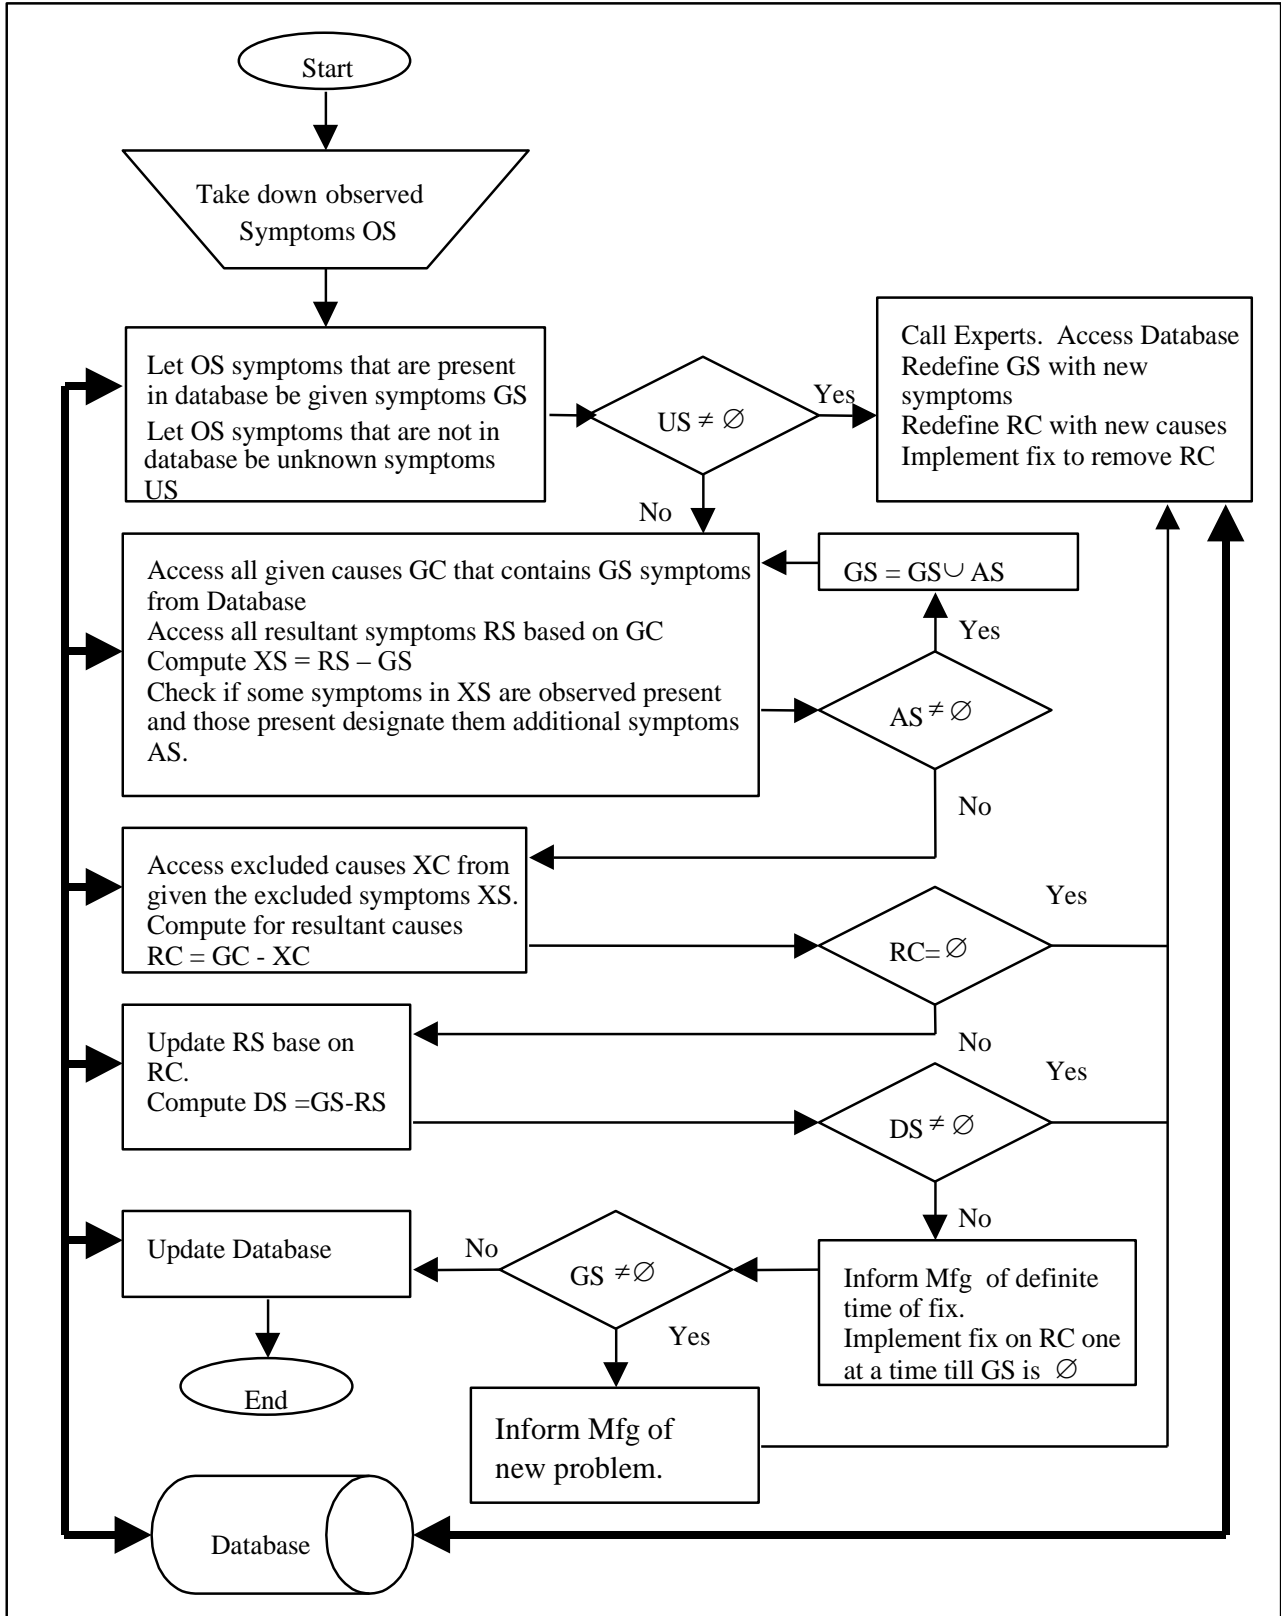 Start
Take down observed
Symptoms OS
Let OS symptoms that are present
in database be given symptoms GS
Let OS symptoms that are not in
database be unknown symptoms
US
US ≠ ∅
Yes
No
Call Experts. Access Database
Redefine GS with new
symptoms
Redefine RC with new causes
Implement fix to remove RC
Access all given causes GC that contains GS symptoms
from Database
Access all resultant symptoms RS based on GC
Compute XS = RS – GS
Check if some symptoms in XS are observed present
and those present designate them additional symptoms
AS.
GS = GS ∪ AS
Yes
AS ≠ ∅
No
Access excluded causes XC from
given the excluded symptoms XS.
Compute for resultant causes
RC = GC - XC
RC= ∅
Yes
No
Update RS base on
RC.
Compute DS =GS-RS
DS ≠ ∅
Yes
No
Inform Mfg of definite
time of fix.
Implement fix on RC one
at a time till GS is ∅
GS ≠∅
No
Yes
Update Database
End
Inform Mfg of
new problem.
Database